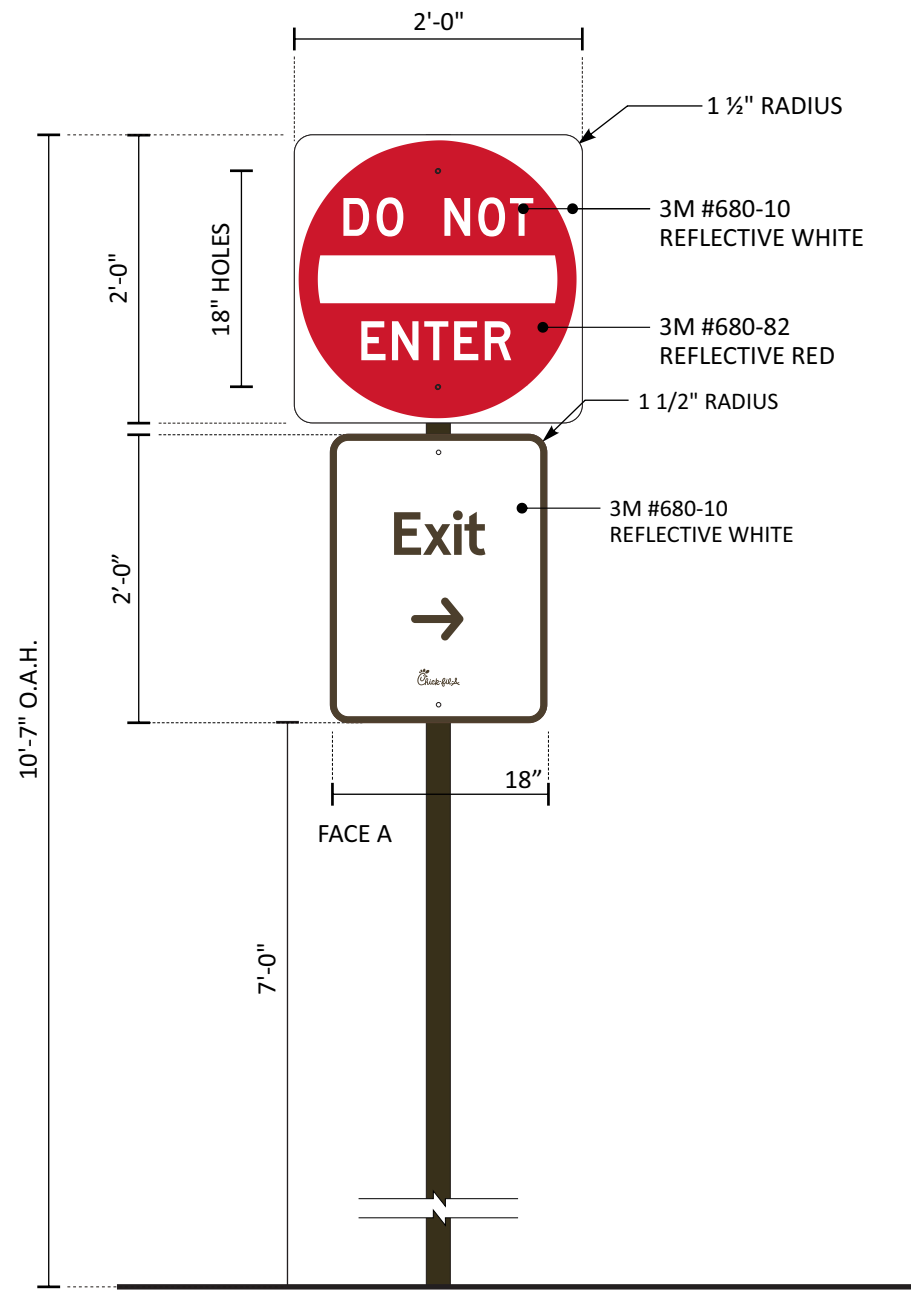 2'-0"
1 ½" RADIUS
DO NOT
3M #680-10
REFLECTIVE WHITE
2'-0"
18" HOLES
ENTER
3M #680-82
REFLECTIVE RED
1 1/2" RADIUS
Exit
3M #680-10
REFLECTIVE WHITE
2’-0”
Chick-fil-A
10'-7" O.A.H.
18”
FACE A
7'-0"